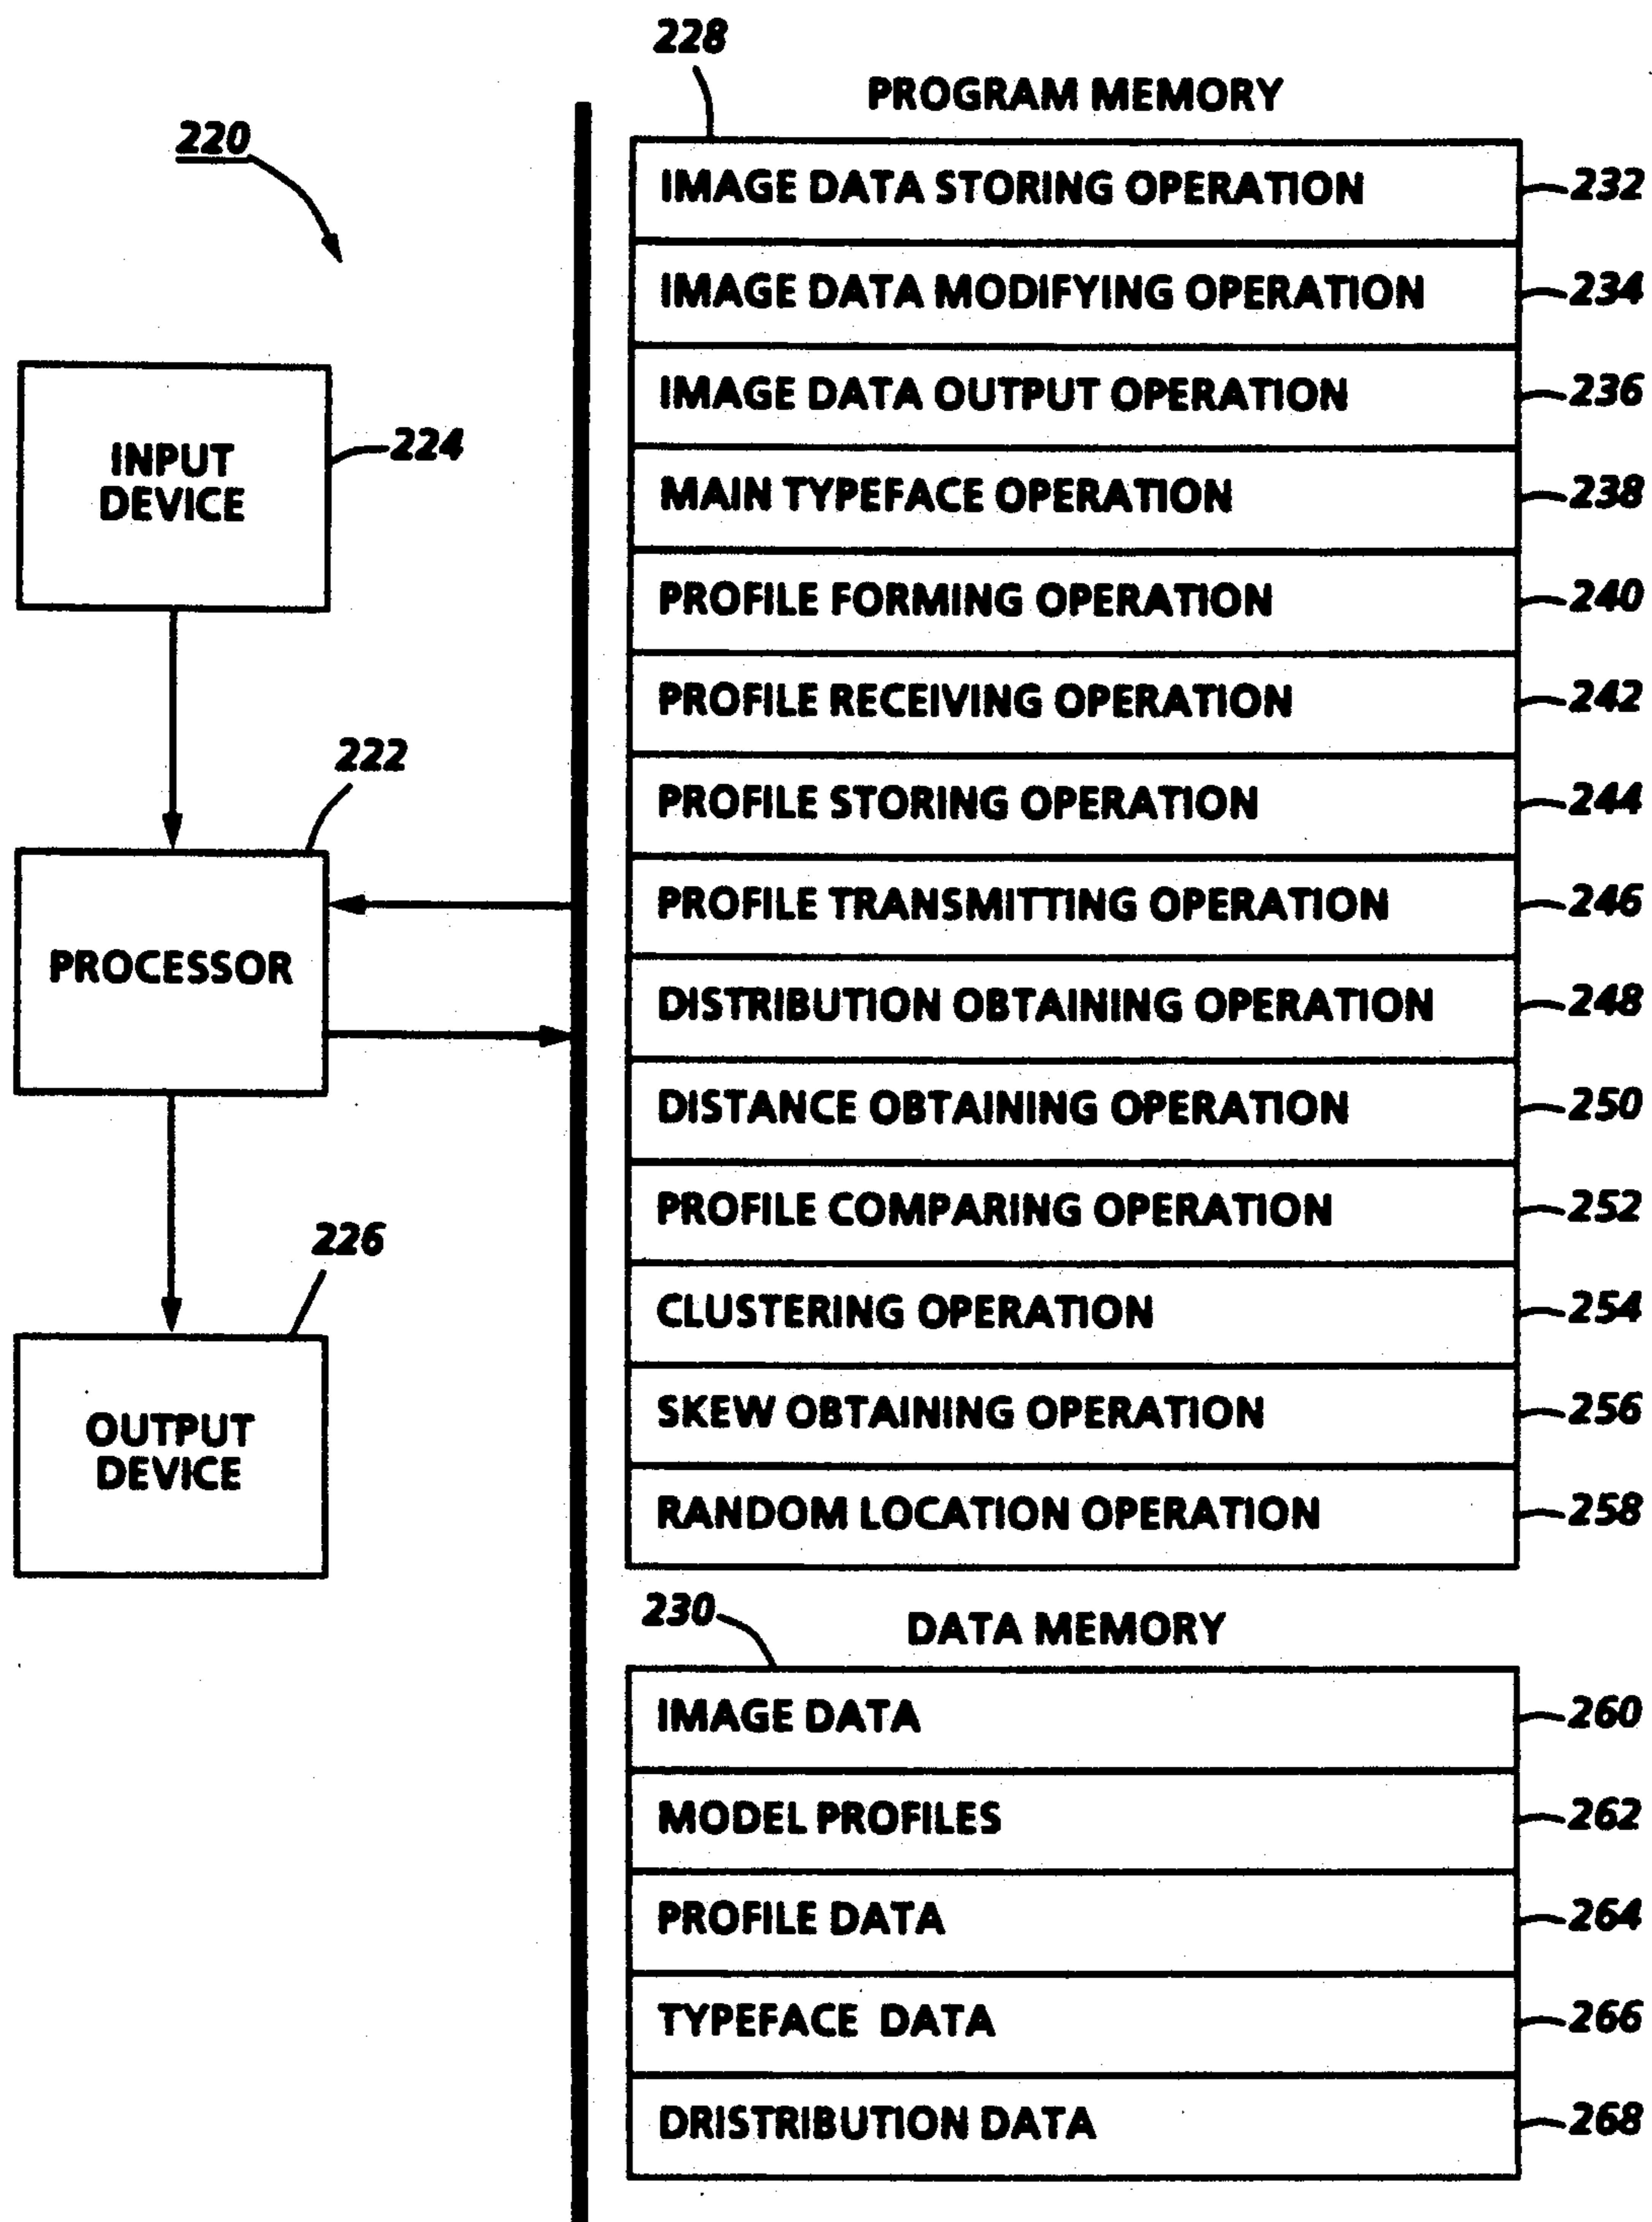 220
INPUT
DEVICE
224
222
PROCESSOR
226
OUTPUT
DEVICE
228
PROGRAM MEMORY
IMAGE DATA STORING OPERATION 232
IMAGE DATA MODIFYING OPERATION 234
IMAGE DATA OUTPUT OPERATION 236
MAIN TYPEFACE OPERATION 238
PROFILE FORMING OPERATION 240
PROFILE RECEIVING OPERATION 242
PROFILE STORING OPERATION 244
PROFILE TRANSMITTING OPERATION 246
DISTRIBUTION OBTAINING OPERATION 248
DISTANCE OBTAINING OPERATION 250
PROFILE COMPARING OPERATION 252
CLUSTERING OPERATION 254
SKEW OBTAINING OPERATION 256
RANDOM LOCATION OPERATION 258
230
DATA MEMORY
IMAGE DATA 260
MODEL PROFILES 262
PROFILE DATA 264
TYPEFACE DATA 266
DRISTRIBUTION DATA 268